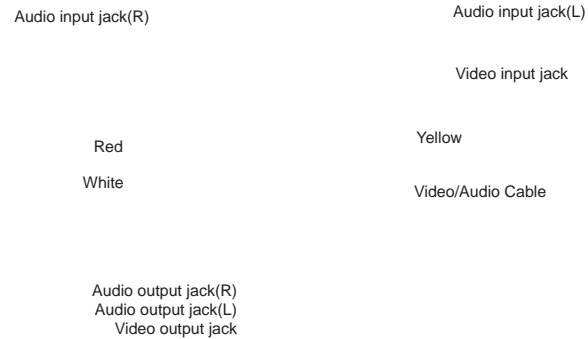 Audio input jack(R)
Audio input jack(L)
Video input jack
Red
Yellow
White
Video/Audio Cable
Audio output jack(R)
Audio output jack(L)
Video output jack